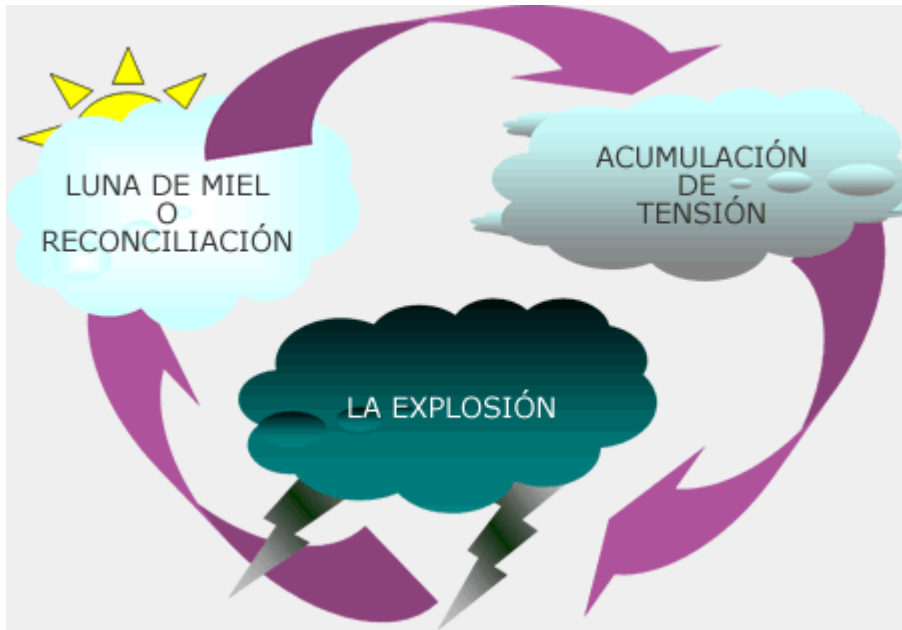 LUNA DE MIEL
O
RECONCILIACIÓN
ACUMULACIÓN
DE
TENSIÓN
LA EXPLOSIÓN